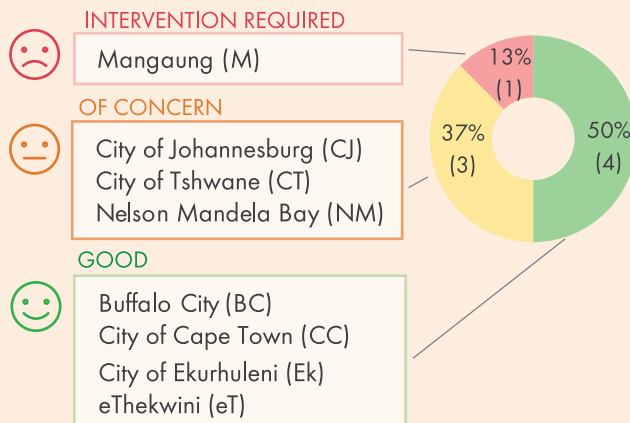 INTERVENTION REQUIRED
Mangaung (M)
OF CONCERN
City of Johannesburg (CJ)
City of Tshwane (CT)
Nelson Mandela Bay (NM)
GOOD
Buffalo City (BC)
City of Cape Town (CC)
City of Ekurhuleni (Ek)
eThekwini (eT)
13%
(1)
37%
(3)
50%
(4)